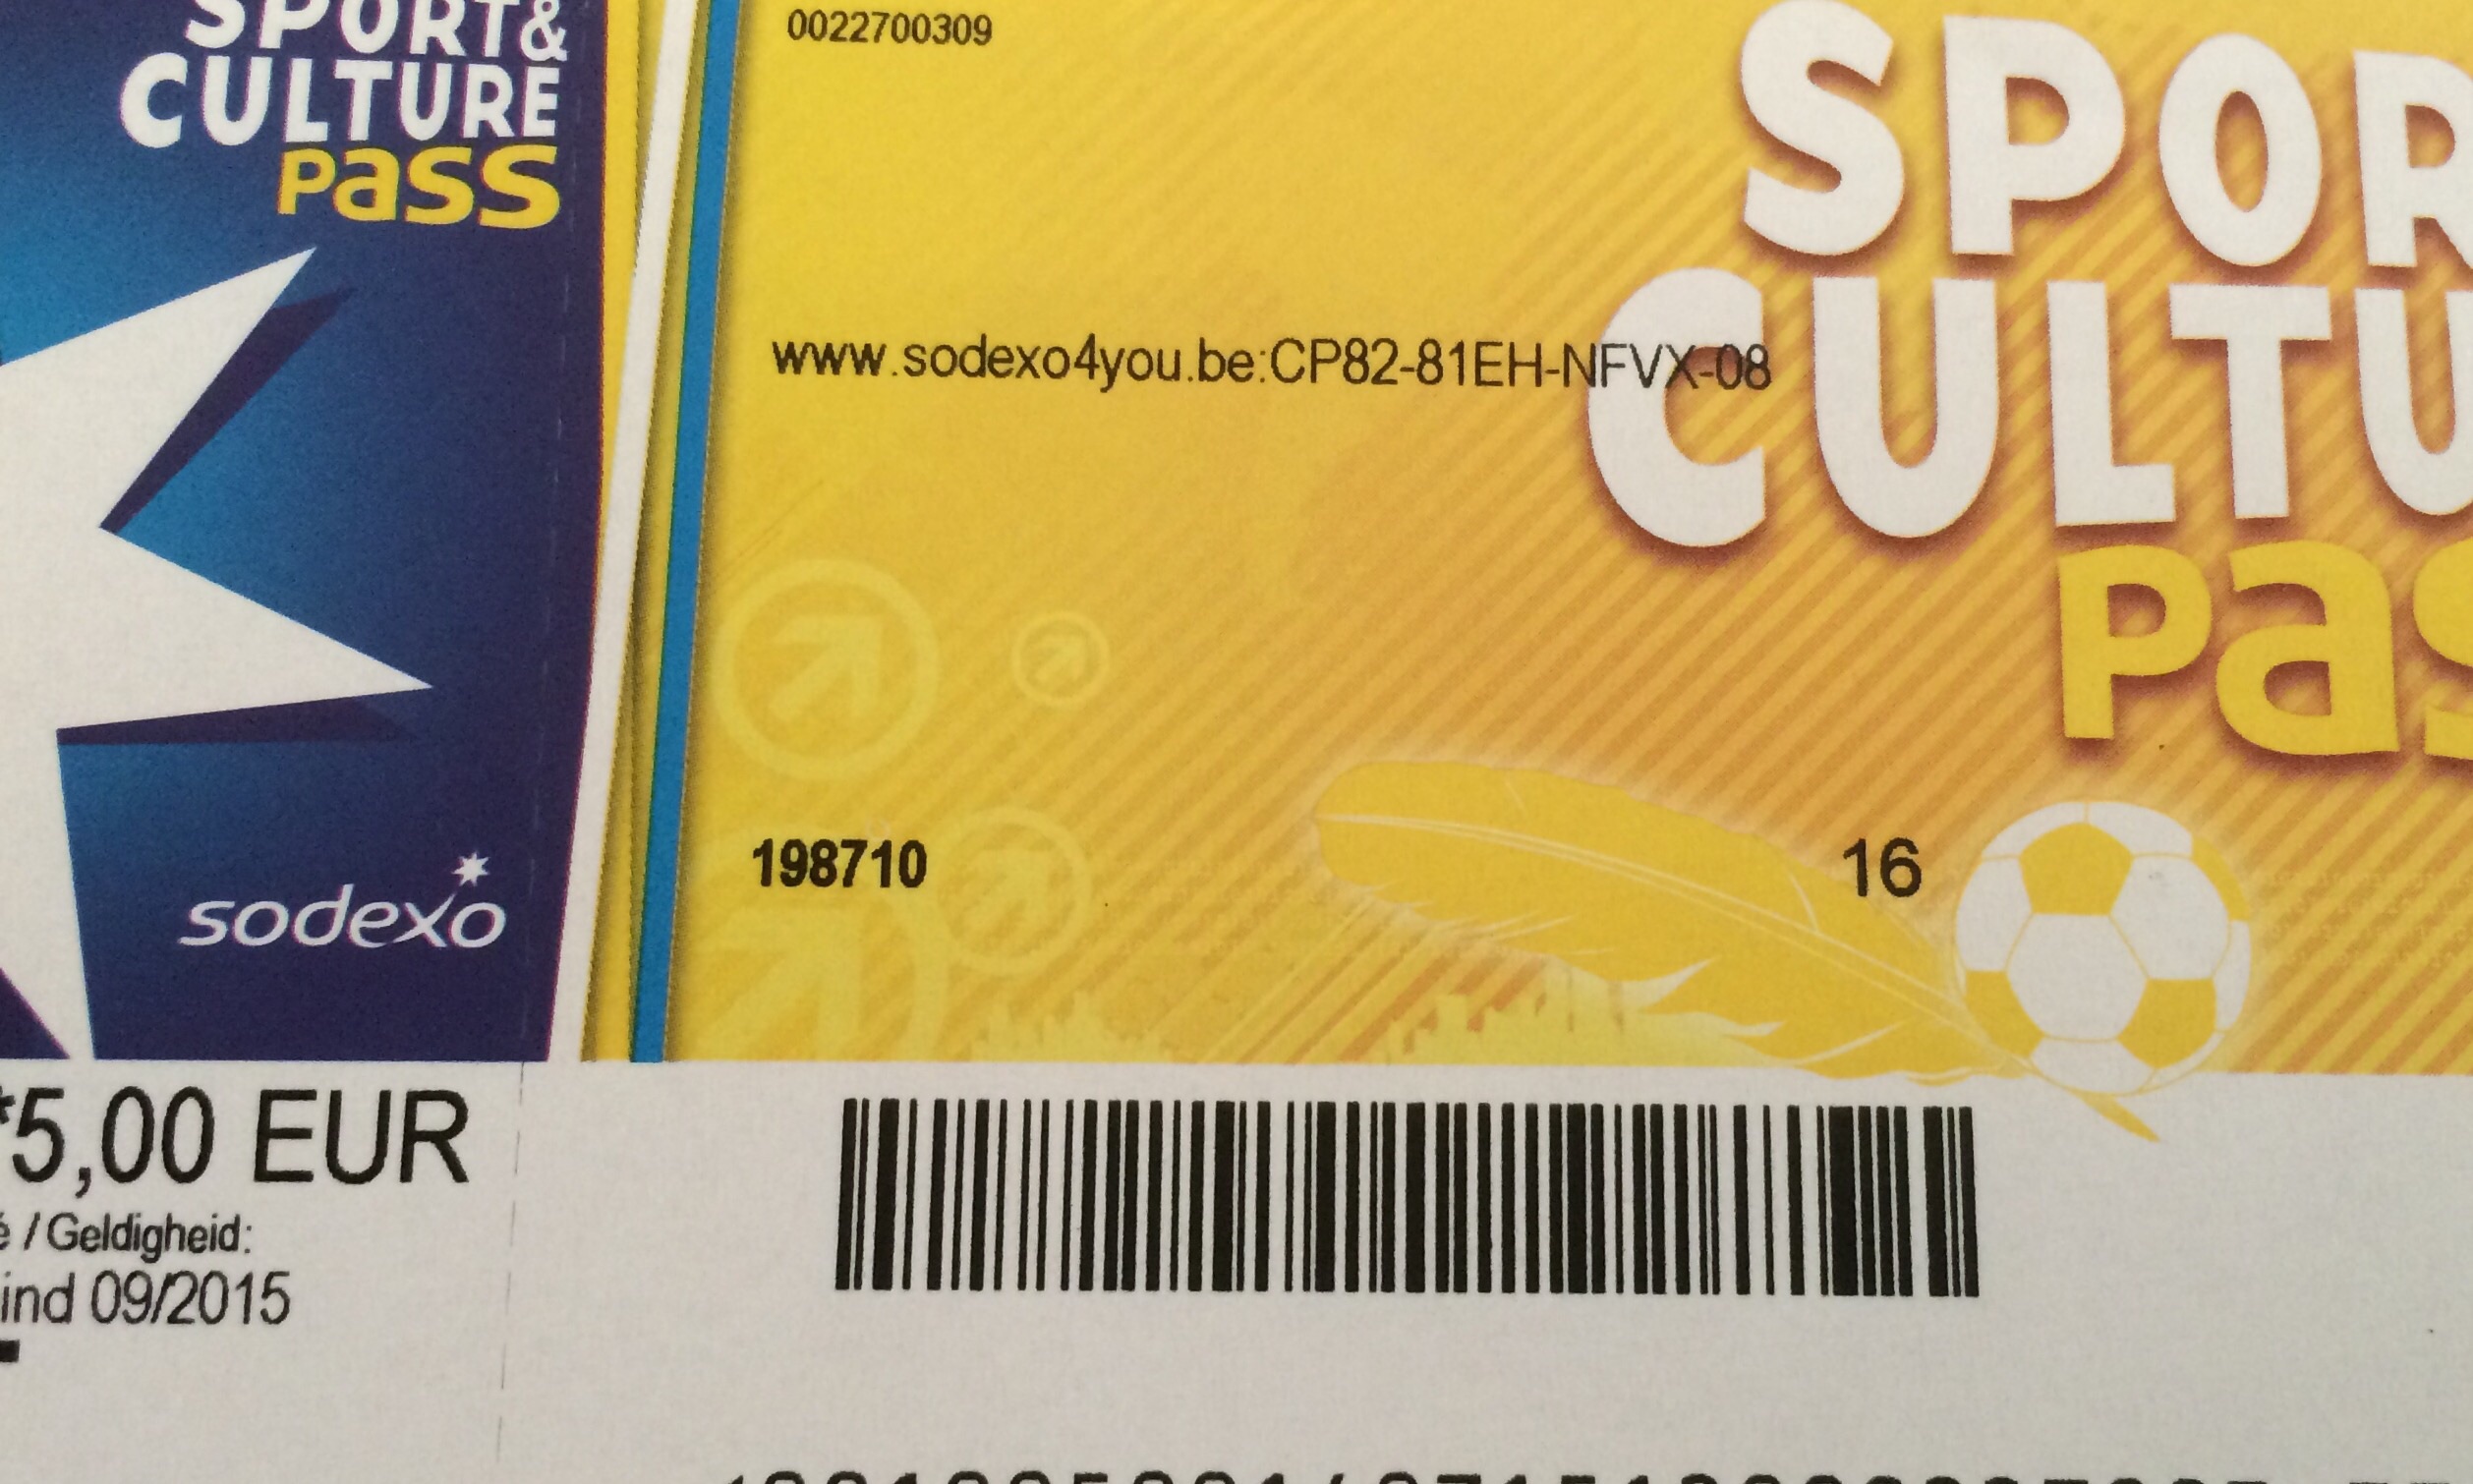 SPORT&
CULTURE
Pass
sodexo
*5,00 EUR
é / Geldigheid:
ind 09/2015
0022700309
www.sodexo4you.be:CP82-81EH-NFVX-08
SPOR
CULTU
Pas
198710
16